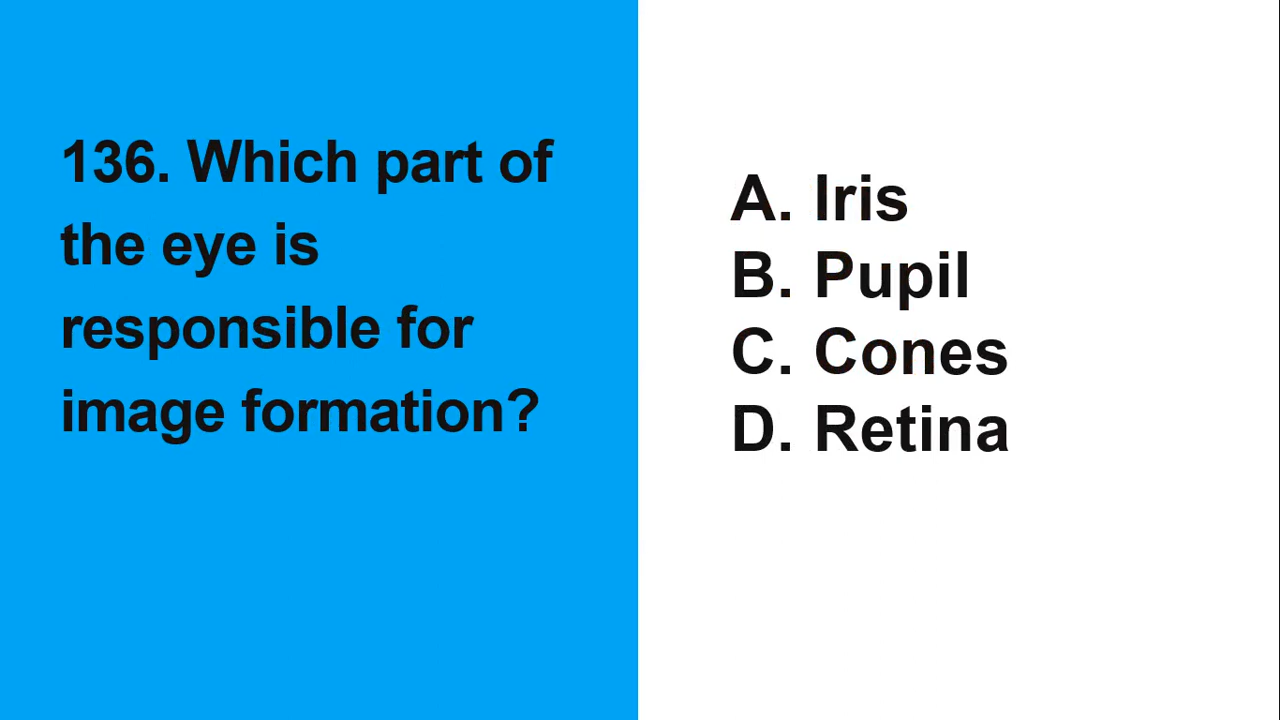 136. Which part of
the eye is
responsible for
image formation?
A. Iris
B. Pupil
C. Cones
D. Retina